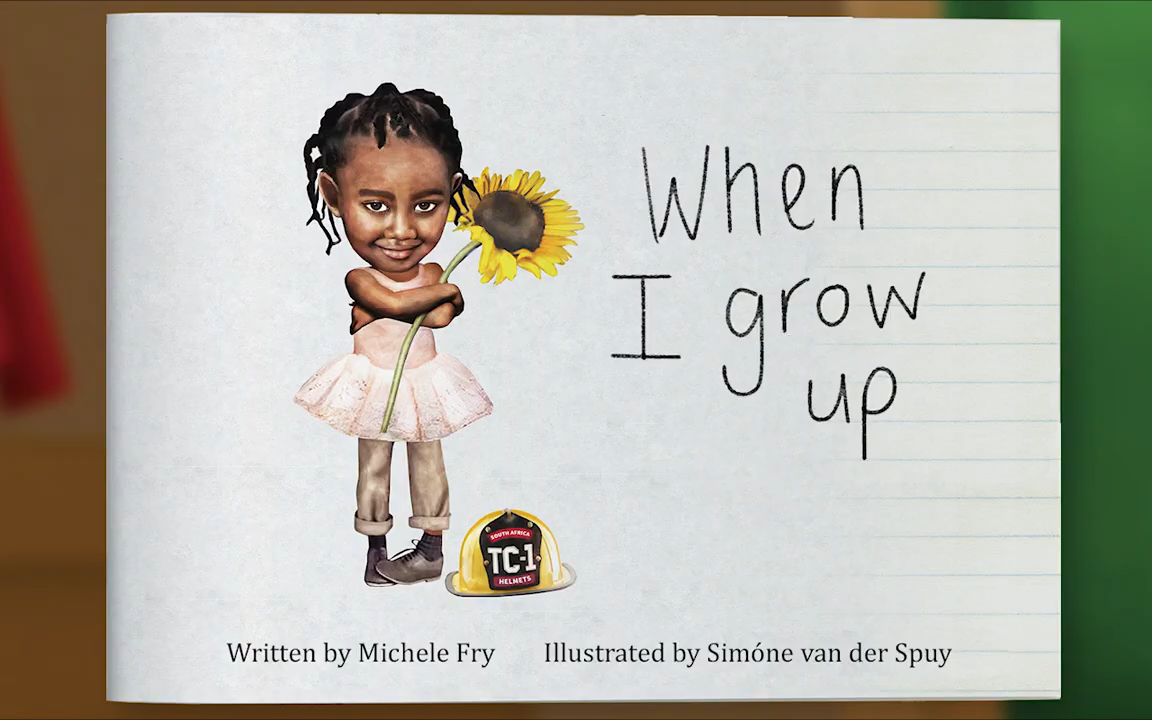 When
I grow
up
SOUTH AFRICA
TC-1
HELMETS
Written by Michele Fry
Illustrated by Simóne van der Spuy